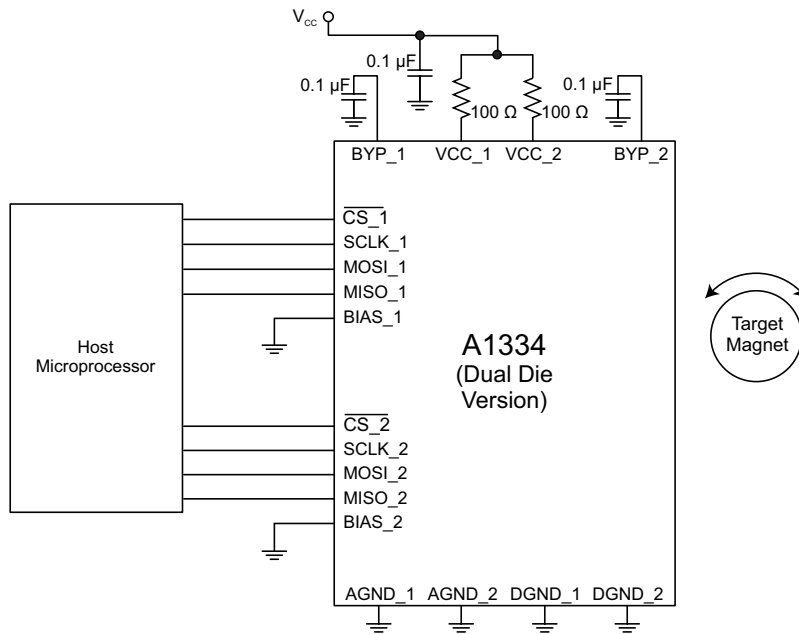 VCC
0.1 µF
0.1 µF
100 Ω
100 Ω
0.1 µF
BYP_1
VCC_1
VCC_2
BYP_2
CS_1
SCLK_1
MOSI_1
MISO_1
BIAS_1
Host
Microprocessor
A1334
(Dual Die
Version)
Target
Magnet
CS_2
SCLK_2
MOSI_2
MISO_2
BIAS_2
AGND_1
AGND_2
DGND_1
DGND_2